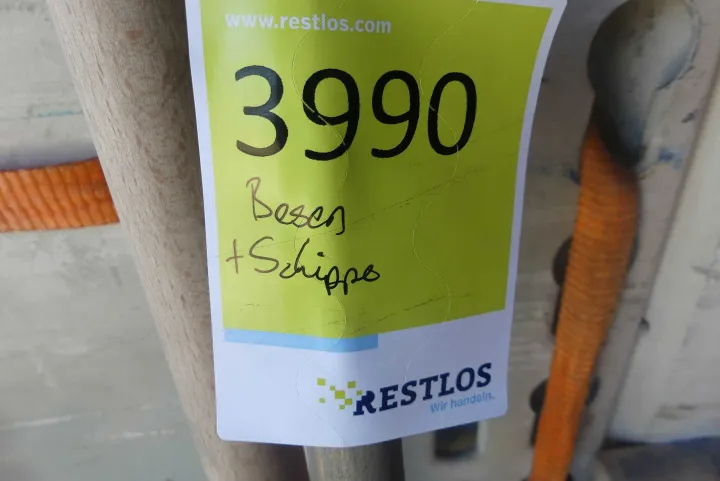 www.restlos.com
3990
Besen
+ Schippe
RESTLOS
Wir handeln.